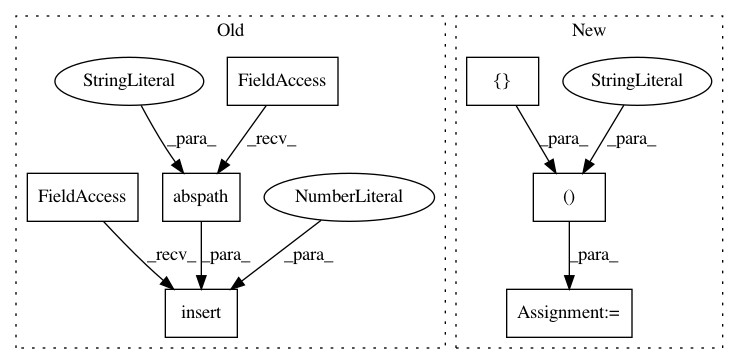 Old
New
StringLiteral
FieldAccess
{}
StringLiteral
_para_
_recv_
_para_
_para_
FieldAccess
abspath
NumberLiteral
()
_recv_
_para_
_para_
_para_
insert
Assignment:=